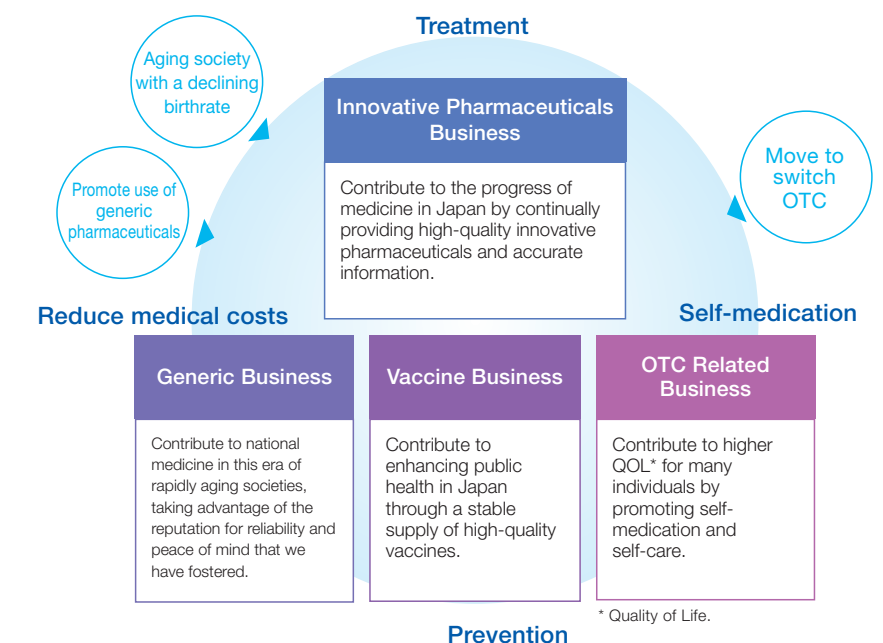 Treatment
Aging society
with a declining
birthrate
Promote use of
generic
pharmaceuticals
Innovative Pharmaceuticals
Business
Contribute to the progress of
medicine in Japan by continually
providing high-quality innovative
pharmaceuticals and accurate
information.
Move to
switch
OTC
Reduce medical costs
Self-medication
Generic Business
Contribute to national
medicine in this era of
rapidly aging societies,
taking advantage of the
reputation for reliability and
peace of mind that we
have fostered.
Vaccine Business
Contribute to
enhancing public
health in Japan
through a stable
supply of high-quality
vaccines.
OTC Related
Business
Contribute to higher
QOL* for many
individuals by
promoting self-
medication and
self-care.
* Quality of Life.
Prevention